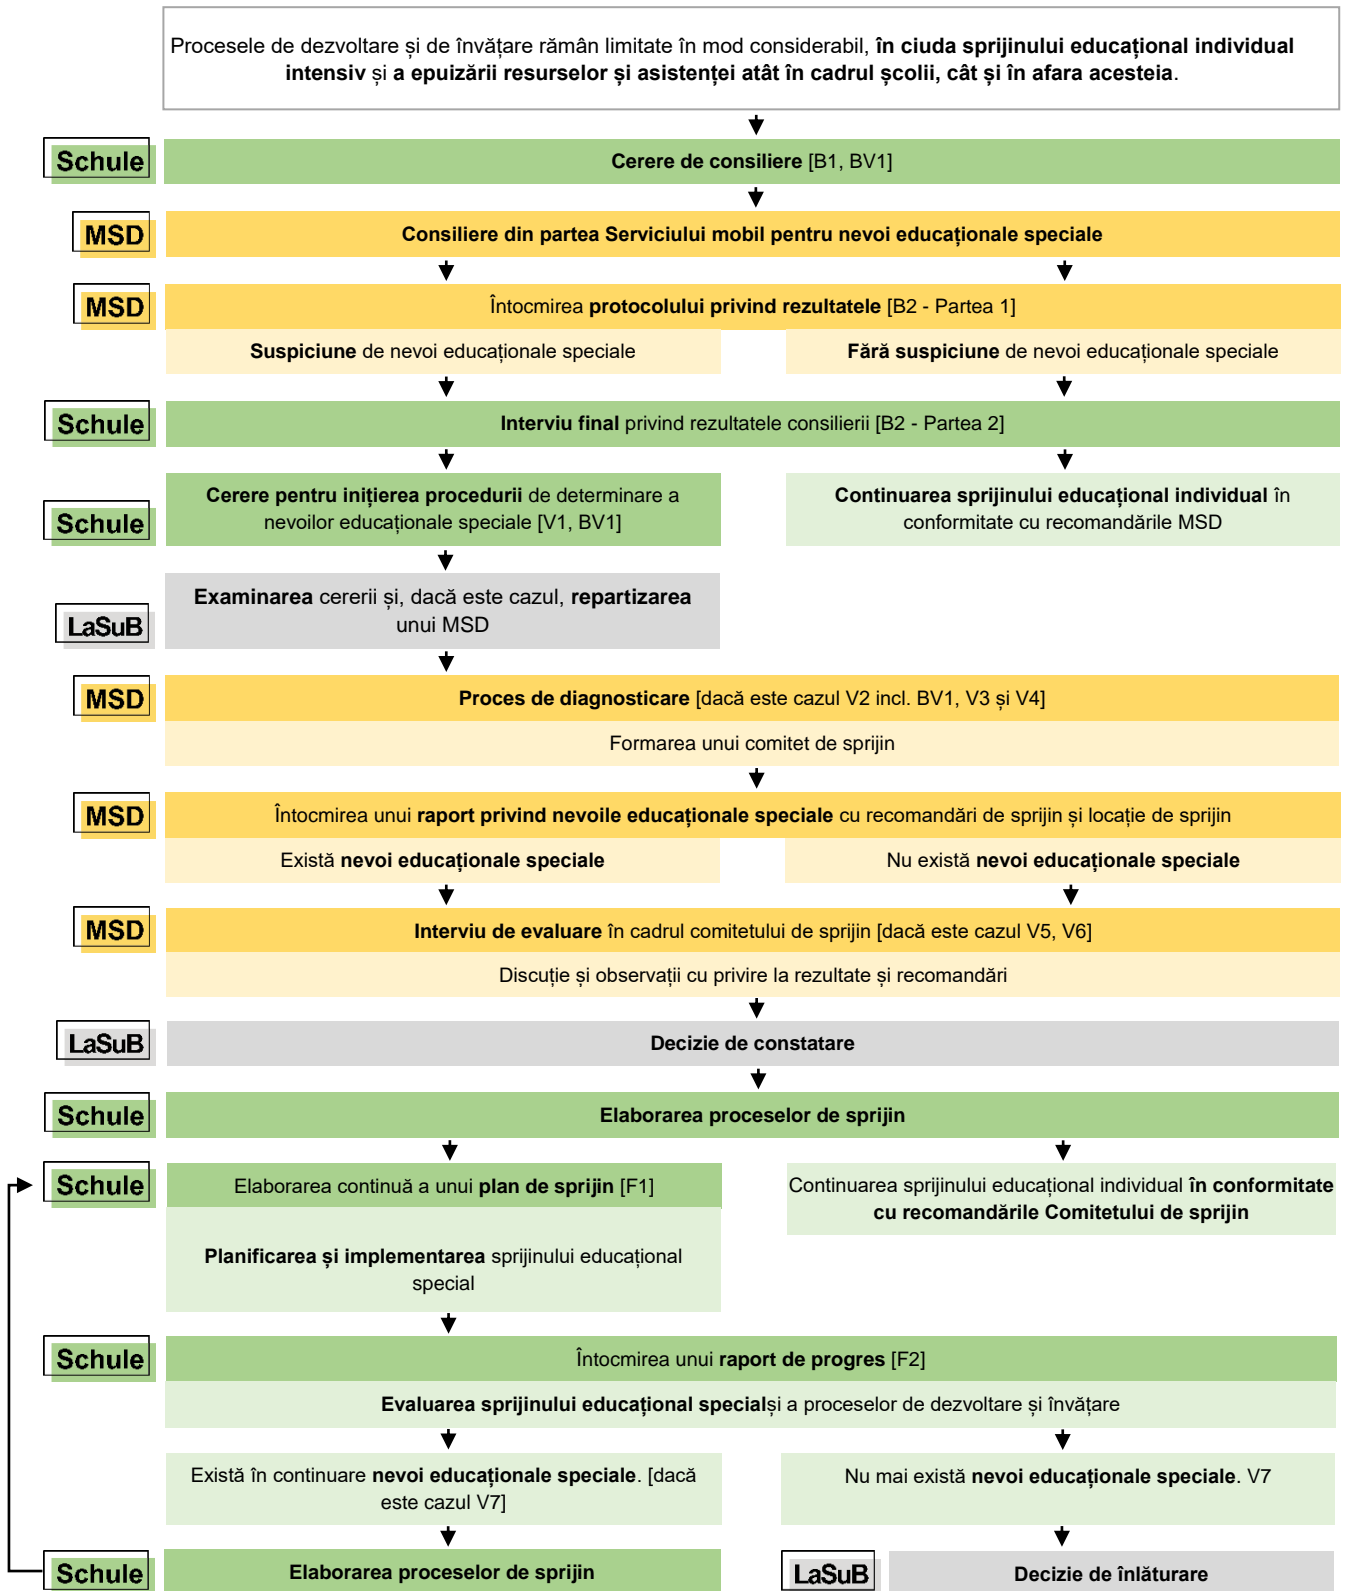 Procesele de dezvoltare și de învățare rămân limitate în mod considerabil, în ciuda sprijinului educațional individual
intensiv și a epuizării resurselor și asistenței atât în cadrul școlii, cât și în afara acesteia.
Schule
Cerere de consiliere [B1, BV1]
MSD
Consiliere din partea Serviciului mobil pentru nevoi educaționale speciale
MSD
Întocmirea protocolului privind rezultatele [B2 - Partea 1]
Suspiciune de nevoi educaționale speciale
Fără suspiciune de nevoi educaționale speciale
Schule
Interviu final privind rezultatele consilierii [B2 - Partea 2]
Schule
Cerere pentru inițierea procedurii de determinare a
nevoilor educaționale speciale [V1, BV1]
Continuarea sprijinului educațional individual în
conformitate cu recomandările MSD
LaSuB
Examinarea cererii și, dacă este cazul, repartizarea
unui MSD
MSD
Proces de diagnosticare [dacă este cazul V2 incl. BV1, V3 și V4]
Formarea unui comitet de sprijin
MSD
Întocmirea unui raport privind nevoile educaționale speciale cu recomandări de sprijin și locație de sprijin
Există nevoi educaționale speciale
Nu există nevoi educaționale speciale
MSD
Interviu de evaluare în cadrul comitetului de sprijin [dacă este cazul V5, V6]
Discuție și observații cu privire la rezultate și recomandări
LaSuB
Decizie de constatare
Schule
Elaborarea proceselor de sprijin
Schule
Elaborarea continuă a unui plan de sprijin [F1]
Planificarea și implementarea sprijinului educațional
special
Continuarea sprijinului educațional individual în conformitate
cu recomandările Comitetului de sprijin
Schule
Întocmirea unui raport de progres [F2]
Evaluarea sprijinului educațional specialși a proceselor de dezvoltare și învățare
Există în continuare nevoi educaționale speciale. [dacă
este cazul V7]
Nu mai există nevoi educaționale speciale. V7
Schule
Elaborarea proceselor de sprijin
LaSuB
Decizie de înlăturare